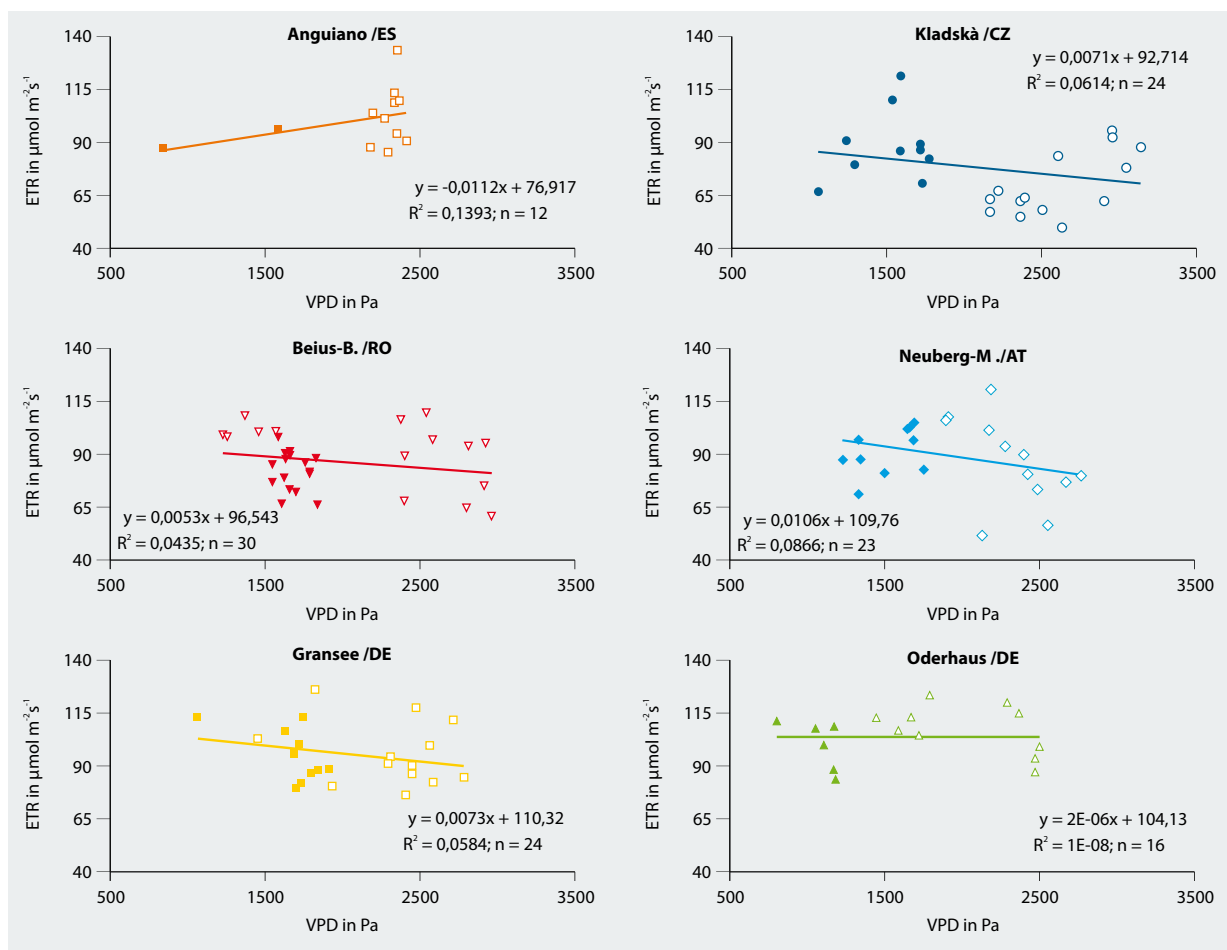 Anguiano /ES
140
115
90
65
40
ETR in µmol m⁻²s⁻¹
y = -0,0112x + 76,917
R² = 0,1393; n = 12
500 1500 2500 3500
VPD in Pa
Kladskà /CZ
140
115
90
65
40
ETR in µmol m⁻²s⁻¹
y = 0,0071x + 92,714
R² = 0,0614; n = 24
500 1500 2500 3500
VPD in Pa
Beius-B. /RO
140
115
90
65
40
ETR in µmol m⁻²s⁻¹
y = 0,0053x + 96,543
R² = 0,0435; n = 30
500 1500 2500 3500
VPD in Pa
Neuberg-M ./AT
140
115
90
65
40
ETR in µmol m⁻²s⁻¹
y = 0,0106x + 109,76
R² = 0,0866; n = 23
500 1500 2500 3500
VPD in Pa
Gransee /DE
140
115
90
65
40
ETR in µmol m⁻²s⁻¹
y = 0,0073x + 110,32
R² = 0,0584; n = 24
500 1500 2500 3500
VPD in Pa
Oderhaus /DE
140
115
90
65
40
ETR in µmol m⁻²s⁻¹
y = 2E-06x + 104,13
R² = 1E-08; n = 16
500 1500 2500 3500
VPD in Pa